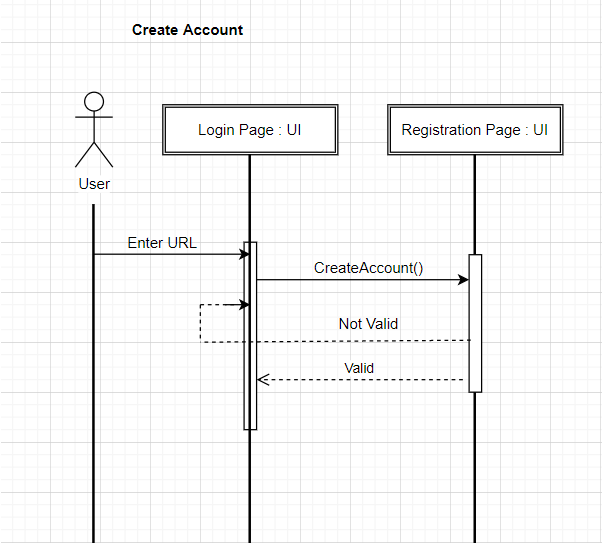 Create Account
Login Page : UI
Registration Page : UI
User
Enter URL
CreateAccount()
Not Valid
Valid